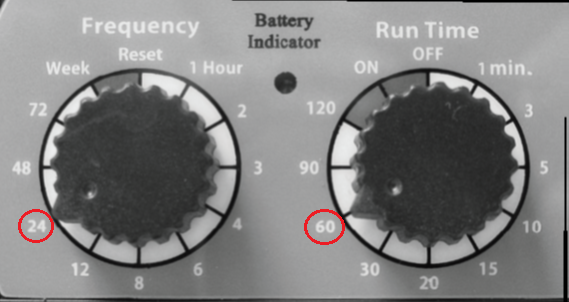 Frequency
Battery
Indicator
Run Time
Reset
1 Hour
2
3
4
6
8
12
24
48
72
Week
OFF
1 min.
3
5
10
15
20
30
60
90
120
ON